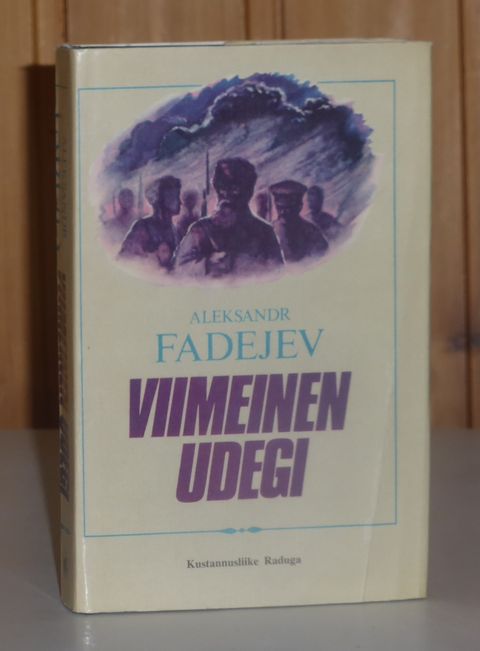 ALEKSANDR
FADEJEV
VIIMEINEN
UDEGI
Kustannusliike Raduga